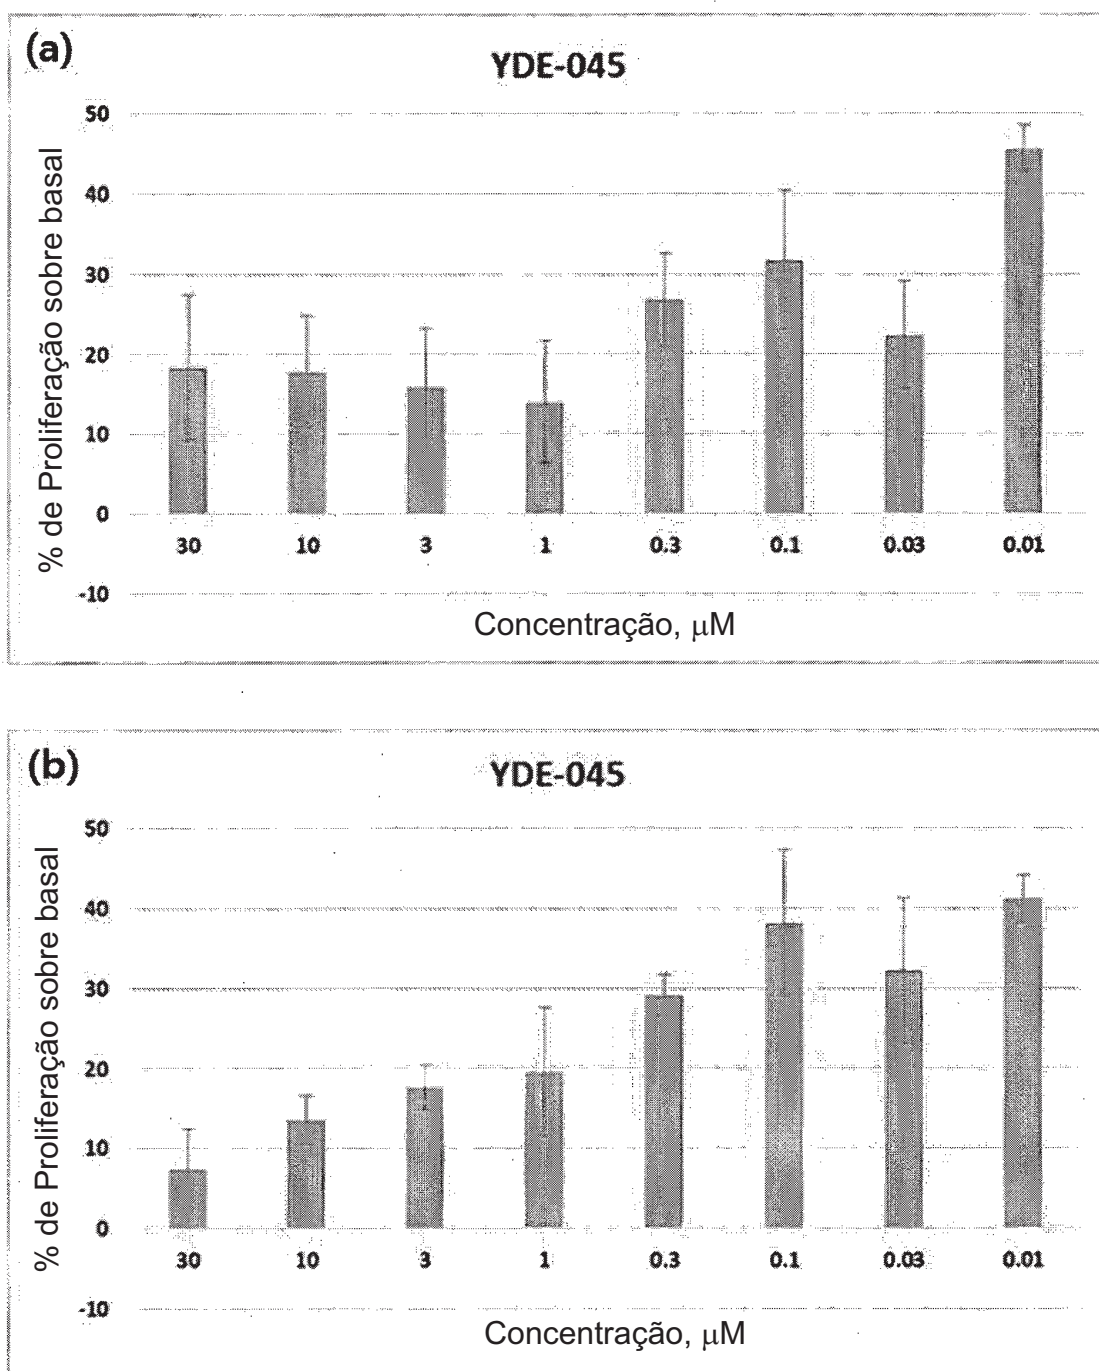 (a)
YDE-045
% de Proliferação sobre basal
50
40
30
20
10
0
-10
30 10 3 1 0.3 0.1 0.03 0.01
Concentração, μM
(b)
YDE-045
% de Proliferação sobre basal
50
40
30
20
10
0
-10
30 10 3 1 0.3 0.1 0.03 0.01
Concentração, μM